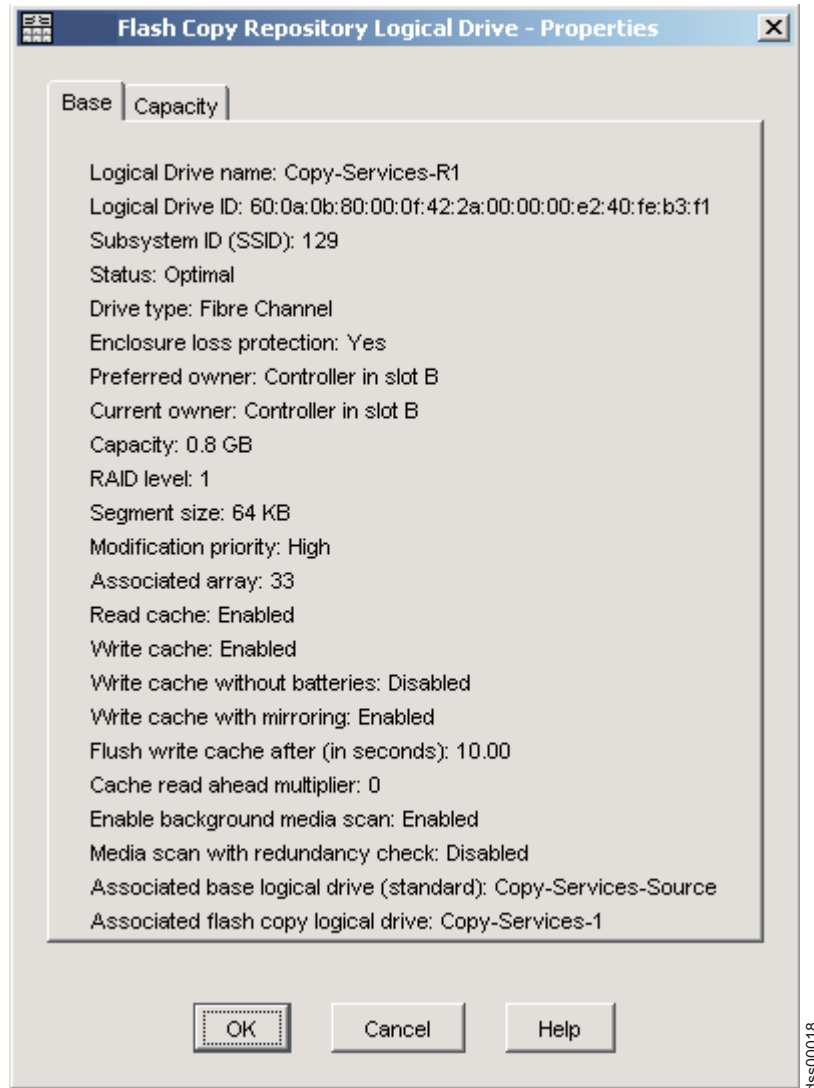 Flash Copy Repository Logical Drive - Properties
Base
Capacity
Logical Drive name: Copy-Services-R1
Logical Drive ID: 60:0a:0b:80:00:0f:42:2a:00:00:00:e2:40:fe:b3:f1
Subsystem ID (SSID): 129
Status: Optimal
Drive type: Fibre Channel
Enclosure loss protection: Yes
Preferred owner: Controller in slot B
Current owner: Controller in slot B
Capacity: 0.8 GB
RAID level: 1
Segment size: 64 KB
Modification priority: High
Associated array: 33
Read cache: Enabled
Write cache: Enabled
Write cache without batteries: Disabled
Write cache with mirroring: Enabled
Flush write cache after (in seconds): 10.00
Cache read ahead multiplier: 0
Enable background media scan: Enabled
Media scan with redundancy check: Disabled
Associated base logical drive (standard): Copy-Services-Source
Associated flash copy logical drive: Copy-Services-1
OK
Cancel
Help